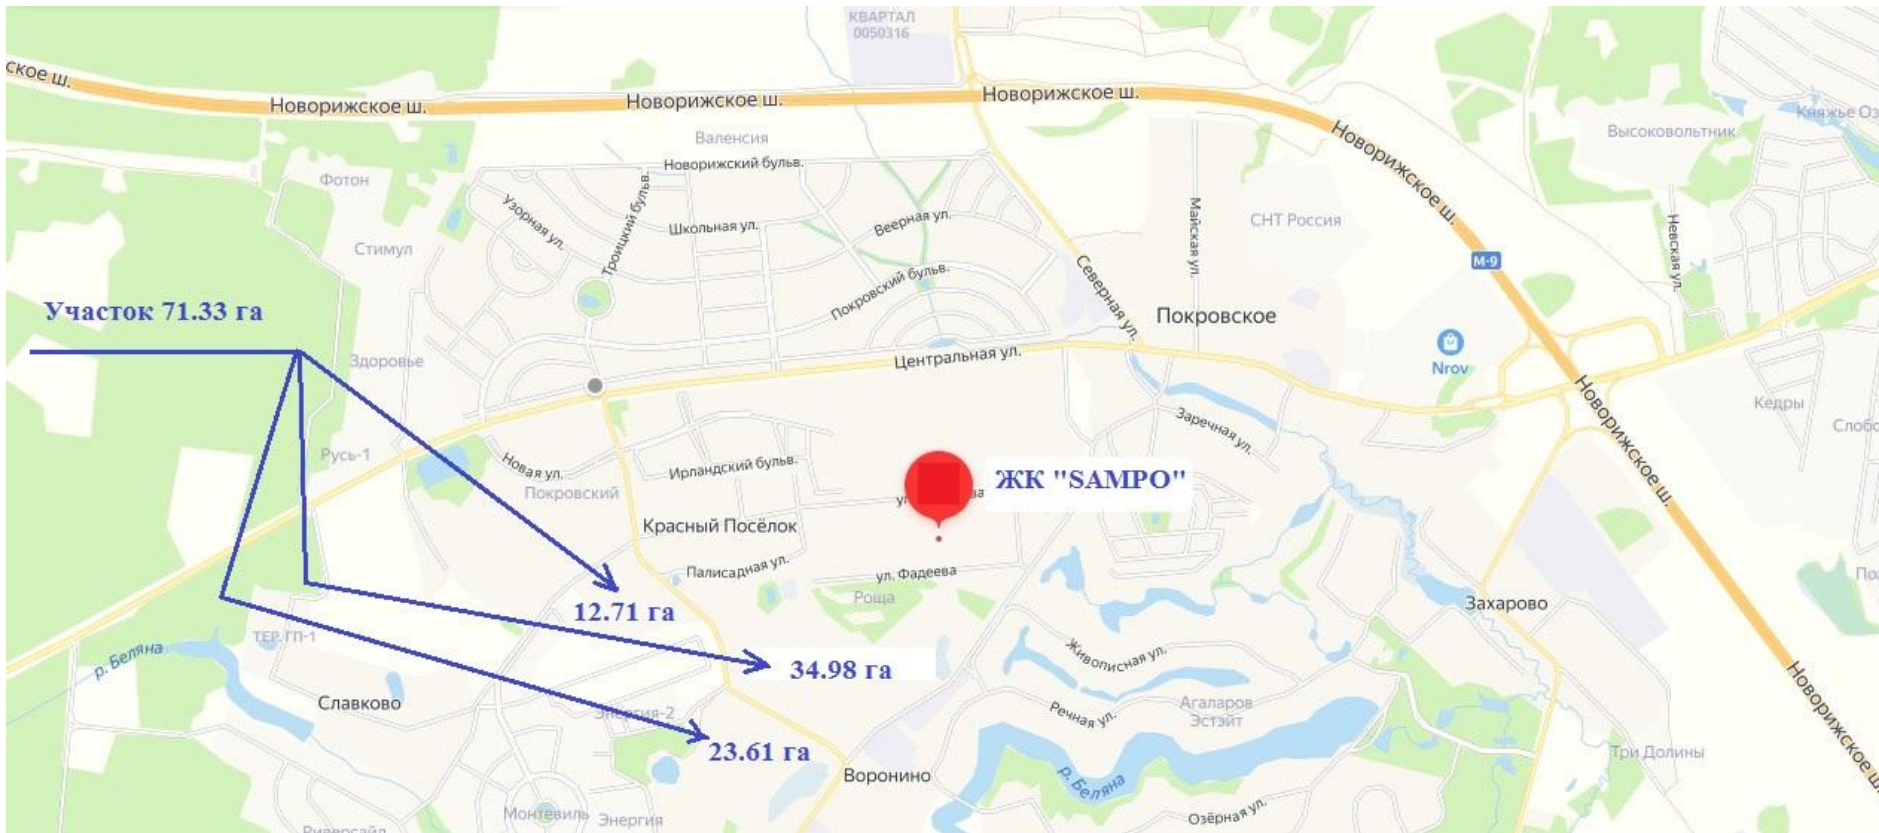 КВАРТАЛ
0050316
ское ш.
Новорижское ш.
Новорижское ш.
Новорижское ш.
Новорижское ш.
Княжье Оз
Высоковольтник
Валенсия
Новорижский бульв.
Фотон
Узорная ул.
Троицкий бульв.
Школьная ул.
Веерная ул.
Майская ул.
СНТ Россия
Невская ул.
Стимул
Северная ул.
М-9
Покровский бульв.
Участок 71.33 га
Покровское
Здоровье
Центральная ул.
Nrov
Новорижское ш.
Кедры
Заречная ул.
Слобо
Русь-1
Новая ул.
Ирландский бульв.
Покровский
ЖК "SAMPO"
Красный Посёлок
Палисадная ул.
ул. Фадеева
Роща
12.71 га
Захарово
ТЕР. ГП-1
р. Беляна
34.98 га
Живописная ул.
Славково
Энергия-2
Речная ул.
Агаларов
Эстэйт
Новорижское ш.
23.61 га
Воронино
р. Беляна
Три Долины
Монтевиль
Энергия
Озёрная ул.
Риверсайд